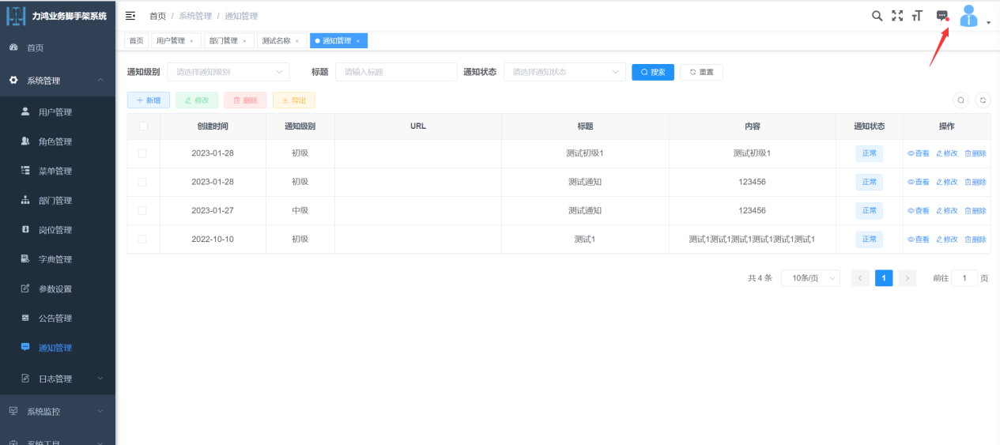 力鸿业务脚手架系统
首页 / 系统管理 / 通知管理
首页 用户管理 × 部门管理 × 测试名称 × 通知管理 ×
首页
系统管理
用户管理
角色管理
菜单管理
部门管理
岗位管理
字典管理
参数设置
公告管理
通知管理
日志管理
系统监控
系统工具
通知级别 请选择通知级别 标题 请输入标题 通知状态 请选择通知状态 搜索 重置
新增 修改 删除 导出
创建时间 通知级别 URL 标题 内容 通知状态 操作
2023-01-28 初级 测试初级1 测试初级1 正常 查看 修改 删除
2023-01-28 初级 测试通知 123456 正常 查看 修改 删除
2023-01-27 中级 测试通知 123456 正常 查看 修改 删除
2022-10-10 初级 测试1 测试1测试1测试1测试1测试1测试1 正常 查看 修改 删除
共 4 条 10条/页 1 前往 1 页